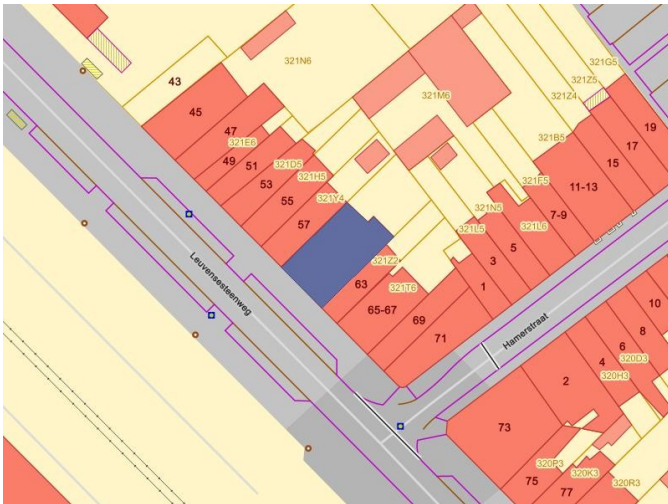 43
321N6
321G5
321Z5
321Z4
45
321M6
47
321E6
19
17
321B5
49
51
321D5
15
53
321H5
11-13
321F5
55
321Y4
321N5
7-9
57
321L5
321L6
5
3
321Z2
Leuvensesteenweg
63
321T6
1
65-67
69
71
Hamerstraat
10
8
6
320D3
4
320H3
2
73
320P3
75
320K3
77
320R3